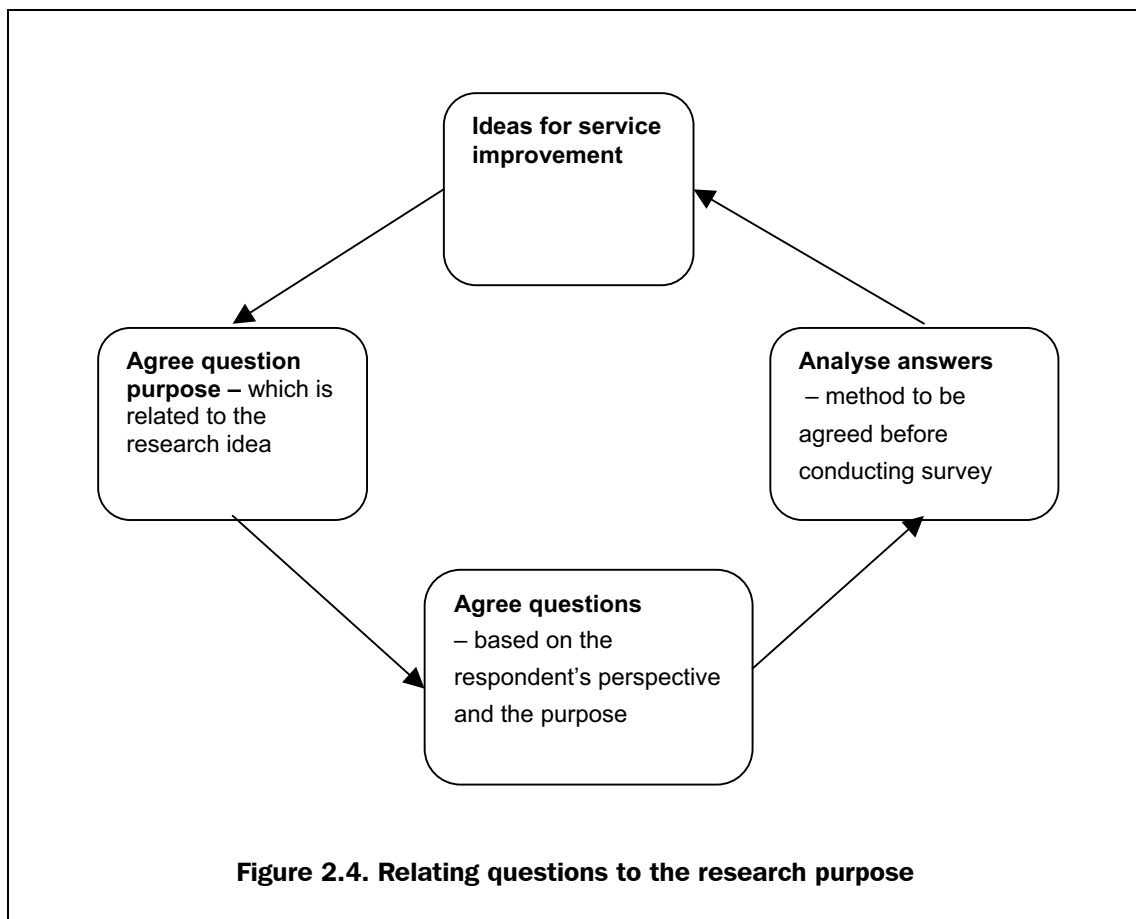 Ideas for service
improvement
Agree question
purpose – which is
related to the
research idea
Analyse answers
– method to be
agreed before
conducting survey
Agree questions
– based on the
respondent’s perspective
and the purpose
Figure 2.4. Relating questions to the research purpose